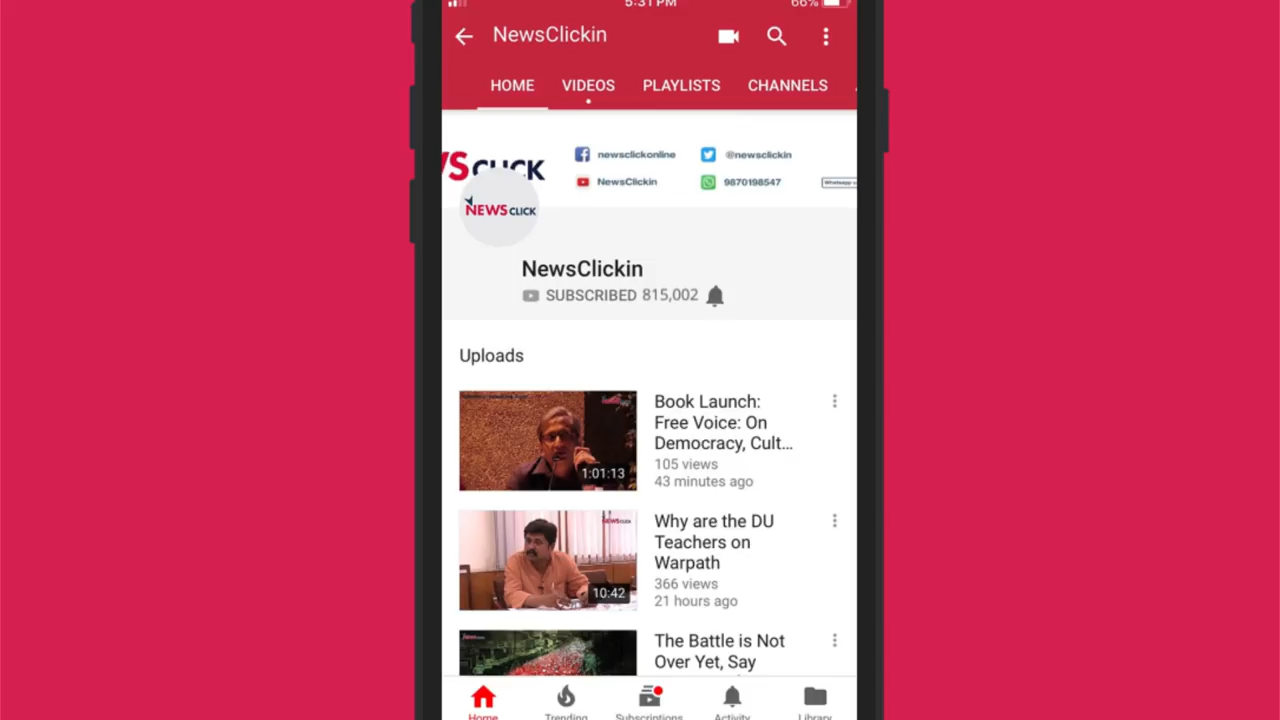 5:31 PM
66%
NewsClickin
HOME VIDEOS PLAYLISTS CHANNELS
WS CLICK
newsclickonline @newsclickin
NewsClickin 9870198547
NEWSCLICK
NewsClickin
SUBSCRIBED 815,002
Uploads
Book Launch:
Free Voice: On
Democracy, Cult...
105 views
43 minutes ago
1:01:13
Why are the DU
Teachers on
Warpath
366 views
21 hours ago
NEWSCLICK
10:42
The Battle is Not
Over Yet, Say
Home Trending Subscriptions Activity Library